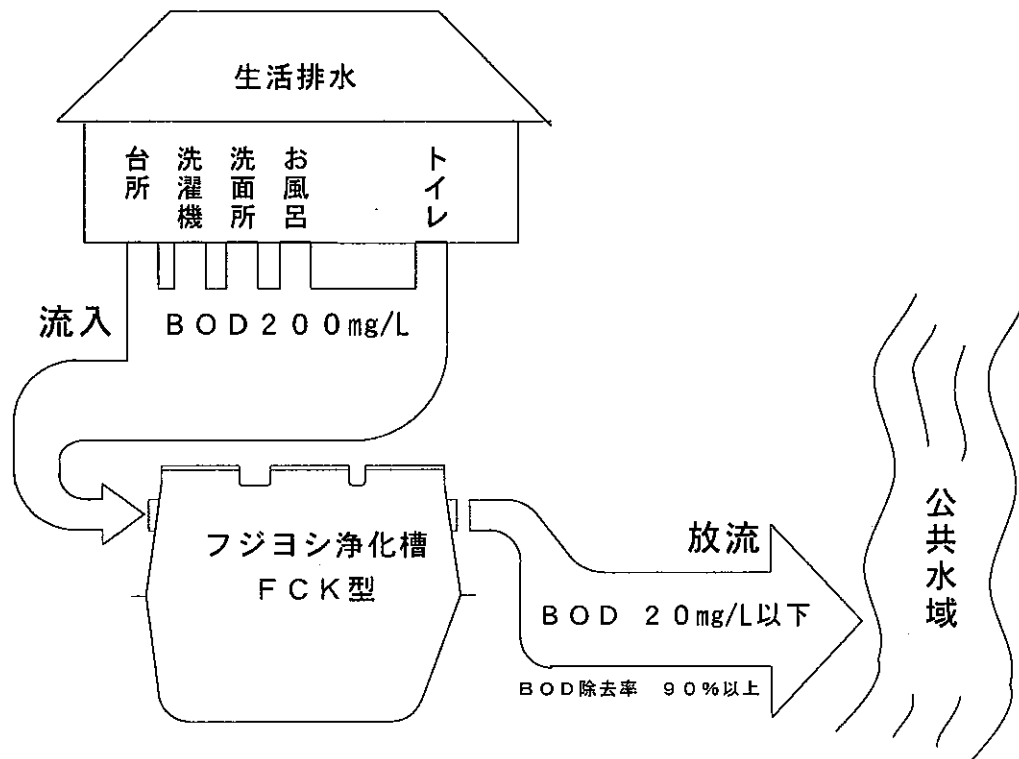 生活排水
台所
洗濯機
洗面所
お風呂
トイレ
流入
BOD200mg/L
フジヨシ浄化槽
FCK型
放流
BOD 20mg/L以下
BOD除去率 90%以上
公共水域